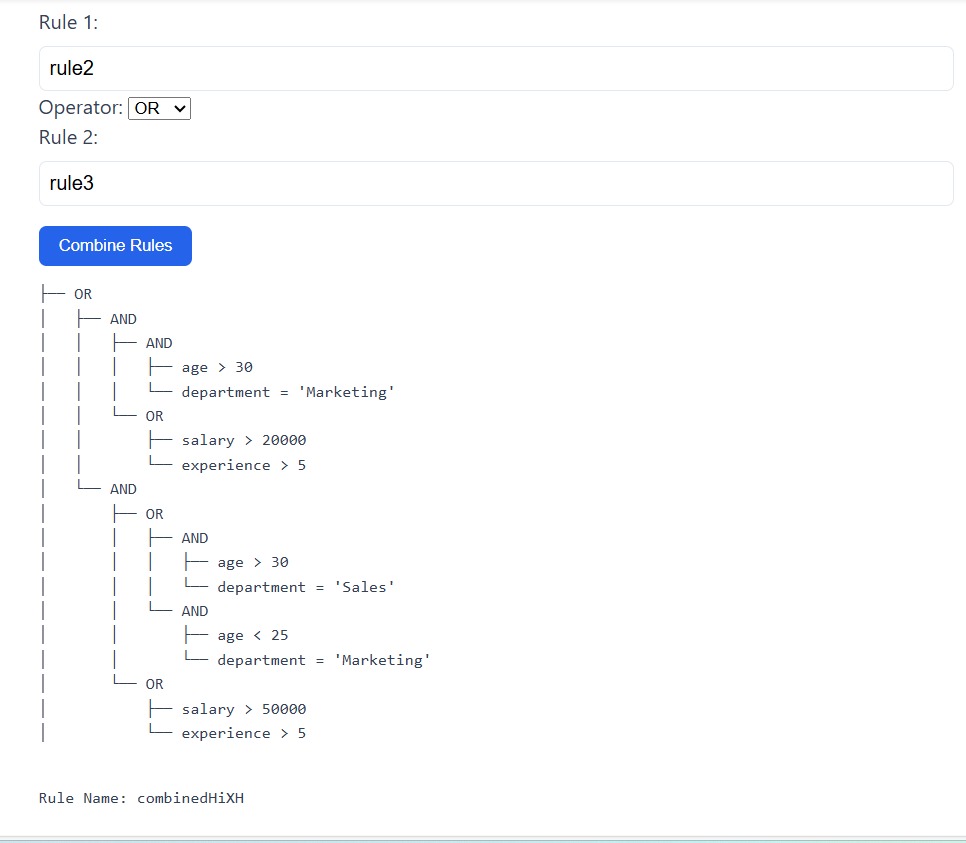 Rule 1:
rule2
Operator: OR
Rule 2:
rule3
Combine Rules
├── OR
│   ├── AND
│   │   ├── AND
│   │   │   ├── age > 30
│   │   │   └── department = 'Marketing'
│   │   └── OR
│   │       ├── salary > 20000
│   │       └── experience > 5
│   └── AND
│       ├── OR
│       │   ├── AND
│       │   │   ├── age > 30
│       │   │   └── department = 'Sales'
│       │   └── AND
│       │       ├── age < 25
│       │       └── department = 'Marketing'
│       └── OR
│           ├── salary > 50000
│           └── experience > 5
Rule Name: combinedHiXH